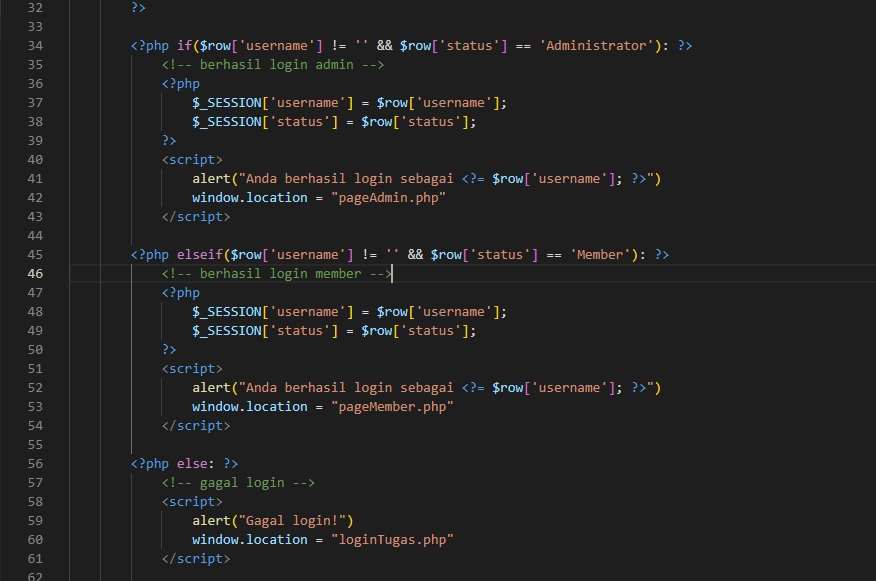 32 ?>
33
34 <?php if($row['username'] != '' && $row['status'] == 'Administrator'): ?>
35 <!-- berhasil login admin -->
36 <?php
37 $_SESSION['username'] = $row['username'];
38 $_SESSION['status'] = $row['status'];
39 ?>
40 <script>
41 alert("Anda berhasil login sebagai <?= $row['username']; ?>")
42 window.location = "pageAdmin.php"
43 </script>
44
45 <?php elseif($row['username'] != '' && $row['status'] == 'Member'): ?>
46 <!-- berhasil login member -->
47 <?php
48 $_SESSION['username'] = $row['username'];
49 $_SESSION['status'] = $row['status'];
50 ?>
51 <script>
52 alert("Anda berhasil login sebagai <?= $row['username']; ?>")
53 window.location = "pageMember.php"
54 </script>
55
56 <?php else: ?>
57 <!-- gagal login -->
58 <script>
59 alert("Gagal login!")
60 window.location = "loginTugas.php"
61 </script>
62